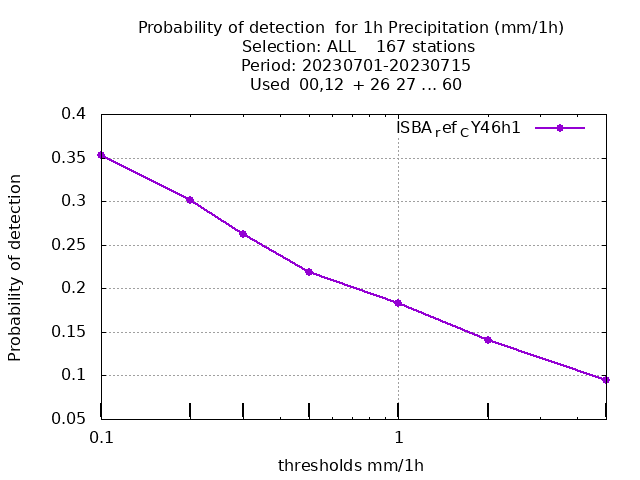 Probability of detection  for 1h Precipitation (mm/1h)
Selection: ALL    167 stations
Period: 20230701-20230715
Used  00,12  + 26 27 ... 60
ISBArefCY46h1
Probability of detection
0.4
0.35
0.3
0.25
0.2
0.15
0.1
0.05
0.1 1
thresholds mm/1h